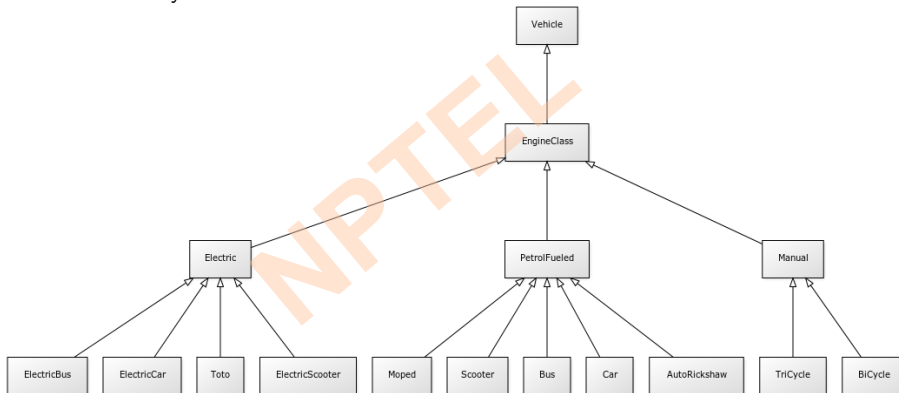 Vehicle
EngineClass
Electric
PetrolFueled
Manual
ElectricBus
ElectricCar
Toto
ElectricScooter
Moped
Scooter
Bus
Car
AutoRickshaw
TriCycle
BiCycle
NPTEL